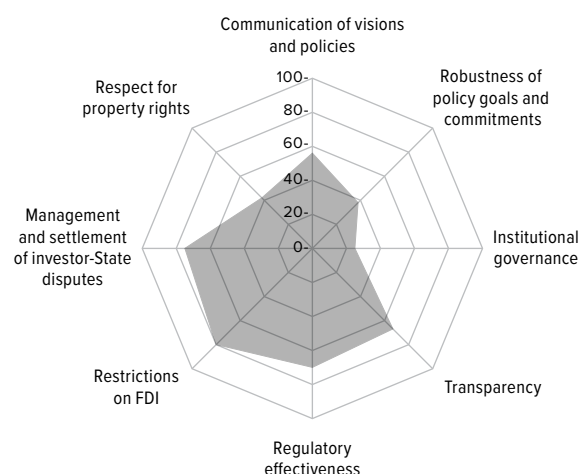 Communication of visions
and policies
Robustness of
policy goals and
commitments
Institutional
governance
Transparency
Regulatory
effectiveness
Restrictions
on FDI
Management
and settlement
of investor-State
disputes
Respect for
property rights
100-
80-
60-
40-
20-
0-